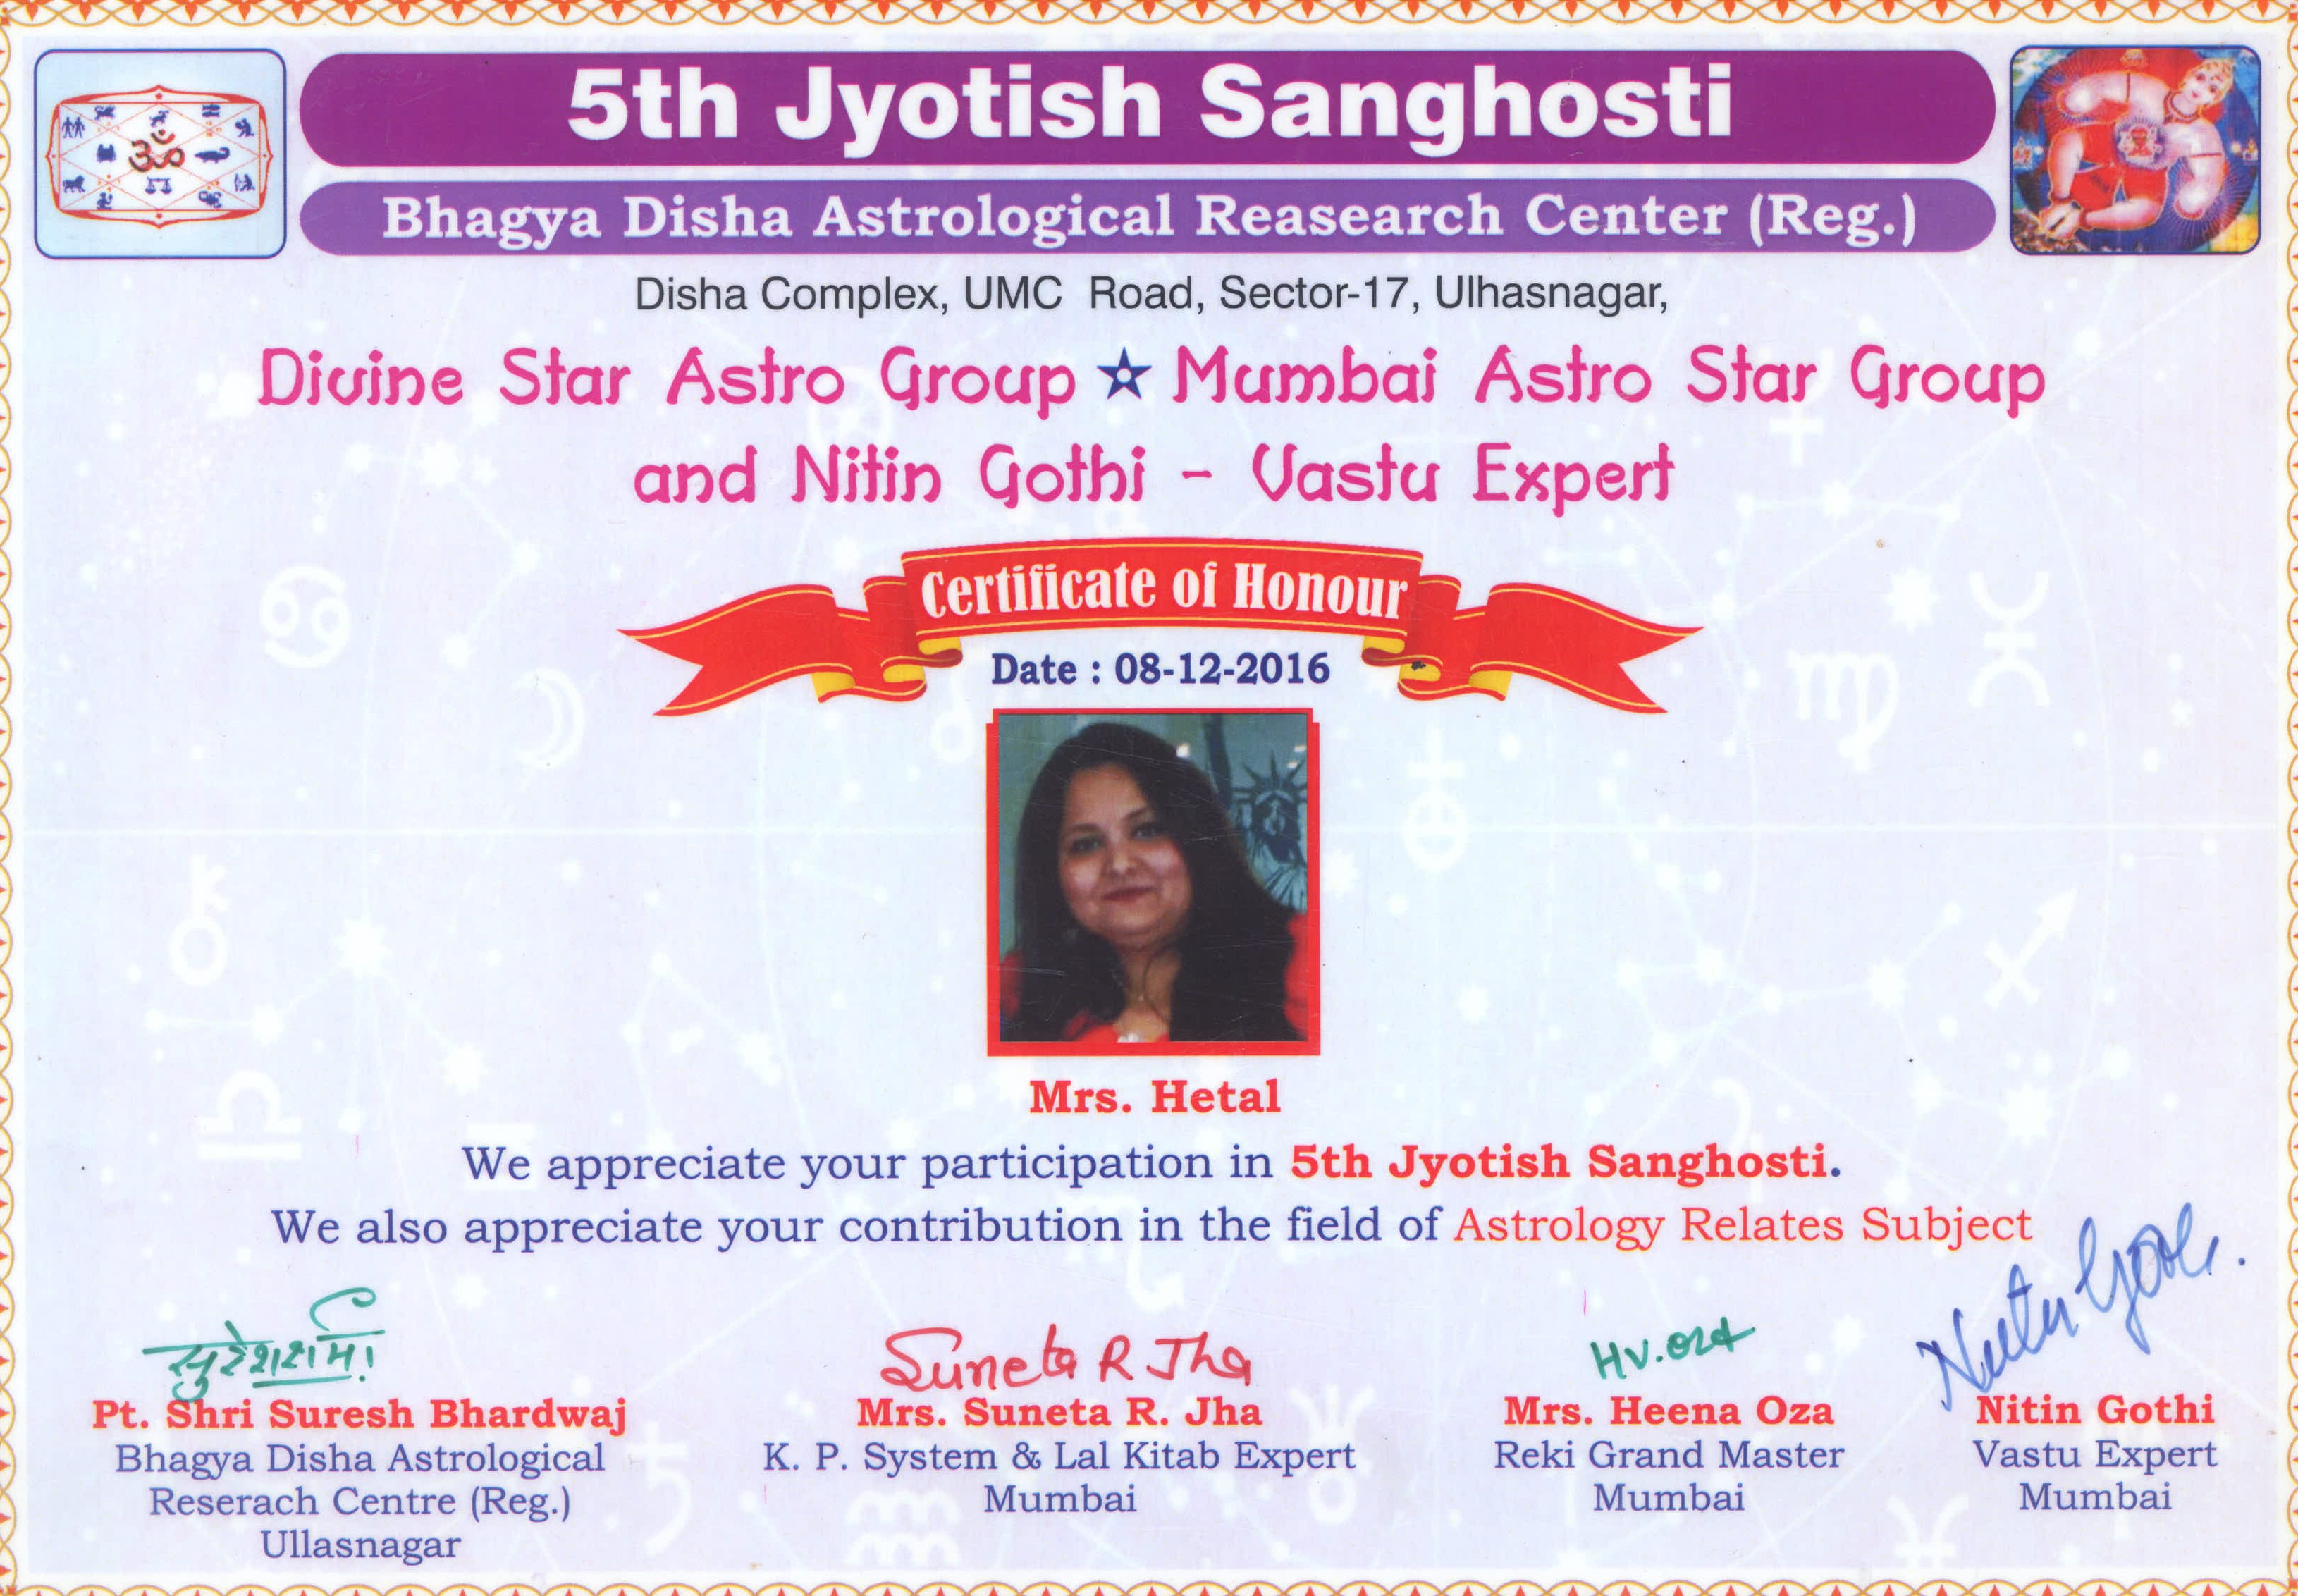 5th Jyotish Sanghosti
ॐ
Bhagya Disha Astrological Reasearch Center (Reg.)
Disha Complex, UMC Road, Sector-17, Ulhasnagar,
Divine Star Astro Group ☆ Mumbai Astro Star Group
and Nitin Gothi - Vastu Expert
Certificate of Honour
Date : 08-12-2016
Mrs. Hetal
We appreciate your participation in 5th Jyotish Sanghosti.
We also appreciate your contribution in the field of Astrology Relates Subject
सुरेश शर्मा
Suneta R Jha
H.V.Oza
Pt. Shri Suresh Bhardwaj
Bhagya Disha Astrological
Reserach Centre (Reg.)
Ullasnagar
Mrs. Suneta R. Jha
K. P. System & Lal Kitab Expert
Mumbai
Mrs. Heena Oza
Reki Grand Master
Mumbai
Nitin Gothi
Vastu Expert
Mumbai